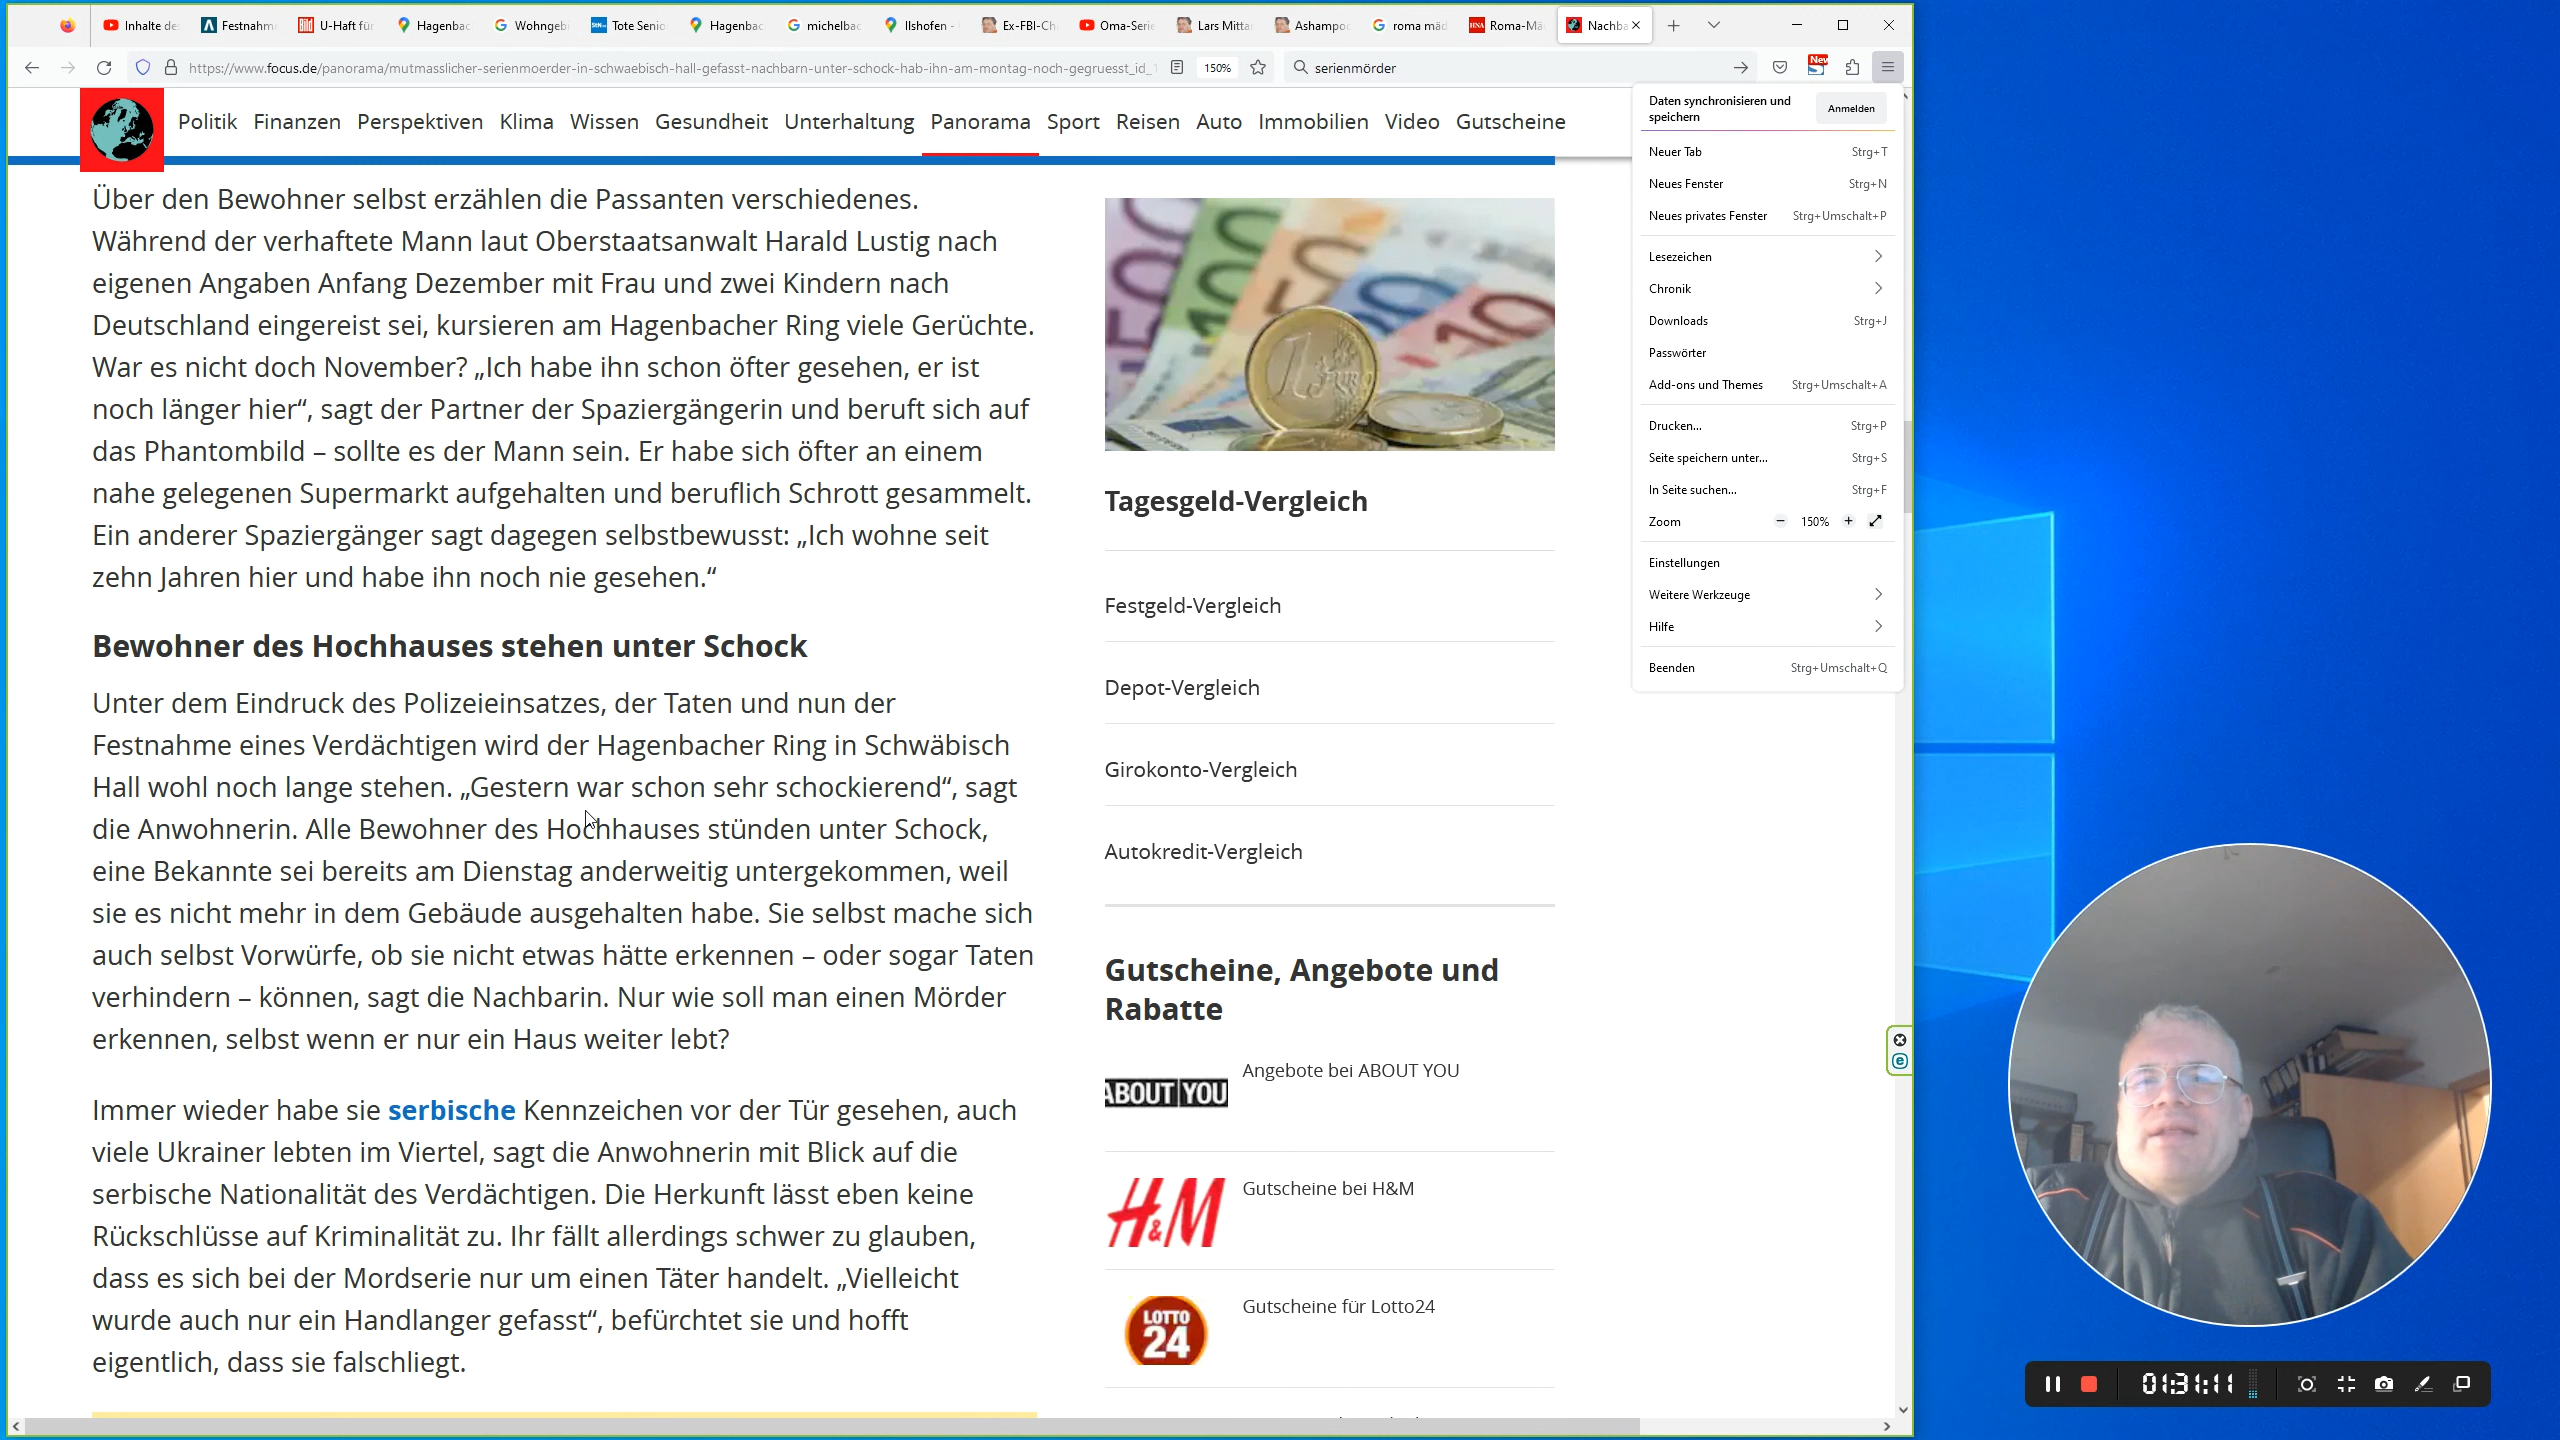 Inhalte de
Festnahm
U-Haft für
Hagenbac
Wohngeb
Tote Senio
Hagenbac
michelbac
Ilshofen -
Ex-FBI-Ch
Oma-Serie
Lars Mittar
Ashampoo
roma mäd
Roma-Mä
Nachba
https://www.focus.de/panorama/mutmasslicher-serienmoerder-in-schwaebisch-hall-gefasst-nachbarn-unter-schock-hab-ihn-am-montag-noch-gegruesst_id_1
150%
serienmörder
New
Politik Finanzen Perspektiven Klima Wissen Gesundheit Unterhaltung Panorama Sport Reisen Auto Immobilien Video Gutscheine
Über den Bewohner selbst erzählen die Passanten verschiedenes.
Während der verhaftete Mann laut Oberstaatsanwalt Harald Lustig nach
eigenen Angaben Anfang Dezember mit Frau und zwei Kindern nach
Deutschland eingereist sei, kursieren am Hagenbacher Ring viele Gerüchte.
War es nicht doch November? „Ich habe ihn schon öfter gesehen, er ist
noch länger hier“, sagt der Partner der Spaziergängerin und beruft sich auf
das Phantombild – sollte es der Mann sein. Er habe sich öfter an einem
nahe gelegenen Supermarkt aufgehalten und beruflich Schrott gesammelt.
Ein anderer Spaziergänger sagt dagegen selbstbewusst: „Ich wohne seit
zehn Jahren hier und habe ihn noch nie gesehen.“
Bewohner des Hochhauses stehen unter Schock
Unter dem Eindruck des Polizeieinsatzes, der Taten und nun der
Festnahme eines Verdächtigen wird der Hagenbacher Ring in Schwäbisch
Hall wohl noch lange stehen. „Gestern war schon sehr schockierend“, sagt
die Anwohnerin. Alle Bewohner des Hochhauses stünden unter Schock,
eine Bekannte sei bereits am Dienstag anderweitig untergekommen, weil
sie es nicht mehr in dem Gebäude ausgehalten habe. Sie selbst mache sich
auch selbst Vorwürfe, ob sie nicht etwas hätte erkennen – oder sogar Taten
verhindern – können, sagt die Nachbarin. Nur wie soll man einen Mörder
erkennen, selbst wenn er nur ein Haus weiter lebt?
Immer wieder habe sie serbische Kennzeichen vor der Tür gesehen, auch
viele Ukrainer lebten im Viertel, sagt die Anwohnerin mit Blick auf die
serbische Nationalität des Verdächtigen. Die Herkunft lässt eben keine
Rückschlüsse auf Kriminalität zu. Ihr fällt allerdings schwer zu glauben,
dass es sich bei der Mordserie nur um einen Täter handelt. „Vielleicht
wurde auch nur ein Handlanger gefasst“, befürchtet sie und hofft
eigentlich, dass sie falschliegt.
Tagesgeld-Vergleich
Festgeld-Vergleich
Depot-Vergleich
Girokonto-Vergleich
Autokredit-Vergleich
Gutscheine, Angebote und
Rabatte
ABOUT YOU
Angebote bei ABOUT YOU
H&M
Gutscheine bei H&M
LOTTO
24
Gutscheine für Lotto24
Daten synchronisieren und
speichern
Anmelden
Neuer Tab Strg+T
Neues Fenster Strg+N
Neues privates Fenster Strg+Umschalt+P
Lesezeichen
Chronik
Downloads Strg+J
Passwörter
Add-ons und Themes Strg+Umschalt+A
Drucken... Strg+P
Seite speichern unter... Strg+S
In Seite suchen... Strg+F
Zoom 150%
Einstellungen
Weitere Werkzeuge
Hilfe
Beenden Strg+Umschalt+Q
01:31:11